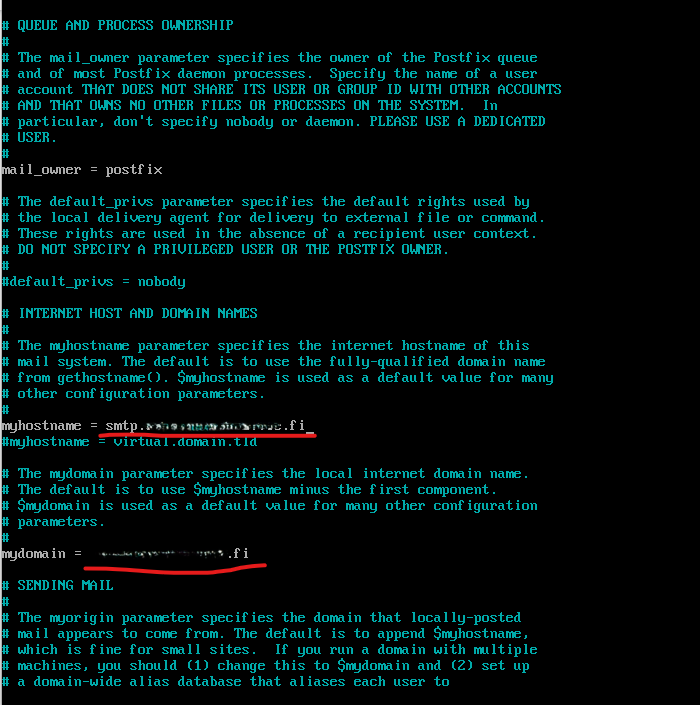 # QUEUE AND PROCESS OWNERSHIP
#
# The mail_owner parameter specifies the owner of the Postfix queue
# and of most Postfix daemon processes.  Specify the name of a user
# account THAT DOES NOT SHARE ITS USER OR GROUP ID WITH OTHER ACCOUNTS
# AND THAT OWNS NO OTHER FILES OR PROCESSES ON THE SYSTEM.  In
# particular, don't specify nobody or daemon. PLEASE USE A DEDICATED
# USER.
#
mail_owner = postfix
# The default_privs parameter specifies the default rights used by
# the local delivery agent for delivery to external file or command.
# These rights are used in the absence of a recipient user context.
# DO NOT SPECIFY A PRIVILEGED USER OR THE POSTFIX OWNER.
#
#default_privs = nobody
# INTERNET HOST AND DOMAIN NAMES
#
# The myhostname parameter specifies the internet hostname of this
# mail system. The default is to use the fully-qualified domain name
# from gethostname(). $myhostname is used as a default value for many
# other configuration parameters.
#
myhostname = smtp. .fi_
#myhostname = virtual.domain.tld
# The mydomain parameter specifies the local internet domain name.
# The default is to use $myhostname minus the first component.
# $mydomain is used as a default value for many other configuration
# parameters.
#
mydomain = .fi
# SENDING MAIL
#
# The myorigin parameter specifies the domain that locally-posted
# mail appears to come from. The default is to append $myhostname,
# which is fine for small sites.  If you run a domain with multiple
# machines, you should (1) change this to $mydomain and (2) set up
# a domain-wide alias database that aliases each user to